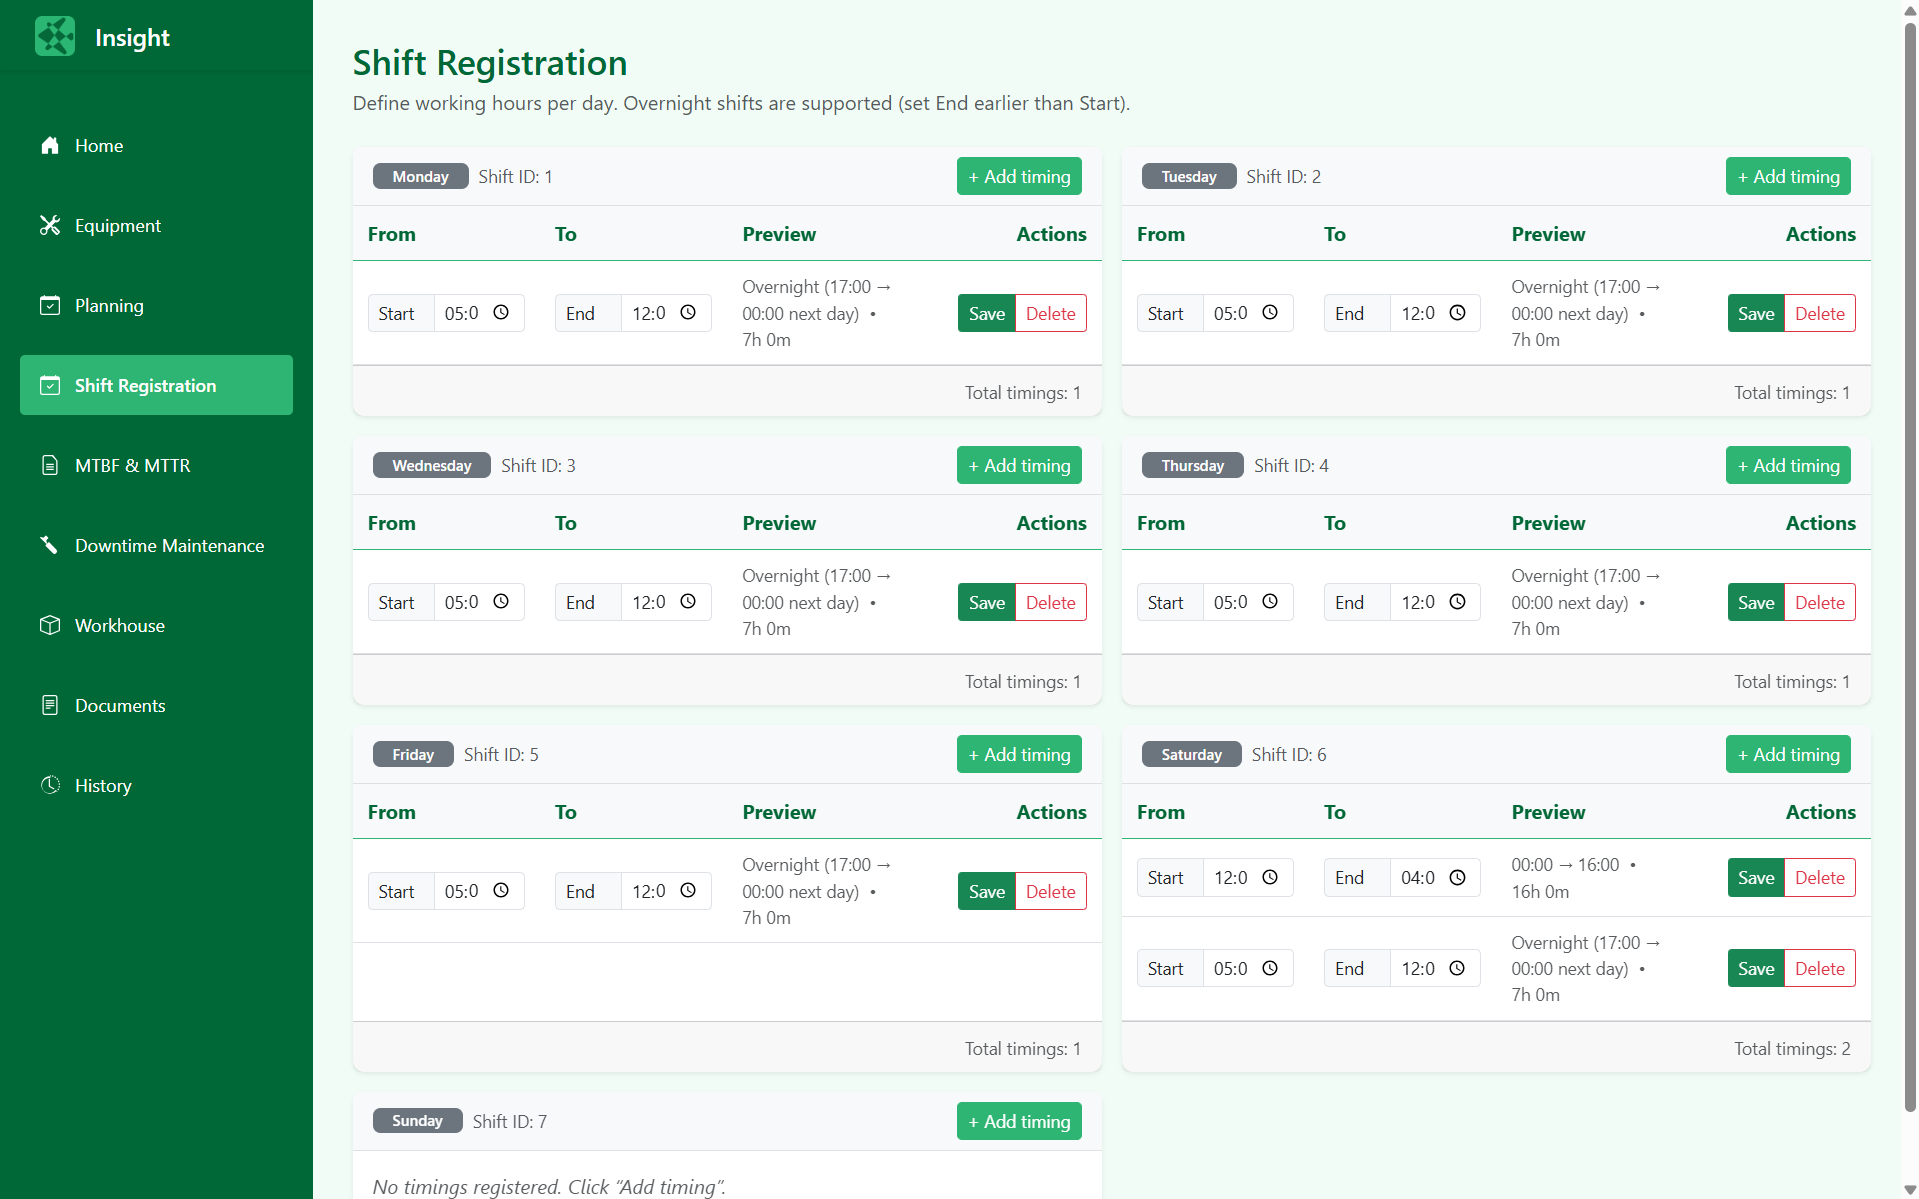 Insight
Home
Equipment
Planning
Shift Registration
MTBF & MTTR
Downtime Maintenance
Workhouse
Documents
History
Shift Registration
Define working hours per day. Overnight shifts are supported (set End earlier than Start).
Monday Shift ID: 1 + Add timing
From To Preview Actions
Start 05:0 End 12:0 Overnight (17:00 →
00:00 next day) •
7h 0m
Save Delete
Total timings: 1
Tuesday Shift ID: 2 + Add timing
From To Preview Actions
Start 05:0 End 12:0 Overnight (17:00 →
00:00 next day) •
7h 0m
Save Delete
Total timings: 1
Wednesday Shift ID: 3 + Add timing
From To Preview Actions
Start 05:0 End 12:0 Overnight (17:00 →
00:00 next day) •
7h 0m
Save Delete
Total timings: 1
Thursday Shift ID: 4 + Add timing
From To Preview Actions
Start 05:0 End 12:0 Overnight (17:00 →
00:00 next day) •
7h 0m
Save Delete
Total timings: 1
Friday Shift ID: 5 + Add timing
From To Preview Actions
Start 05:0 End 12:0 Overnight (17:00 →
00:00 next day) •
7h 0m
Save Delete
Total timings: 1
Saturday Shift ID: 6 + Add timing
From To Preview Actions
Start 12:0 End 04:0 00:00 → 16:00 •
16h 0m
Save Delete
Start 05:0 End 12:0 Overnight (17:00 →
00:00 next day) •
7h 0m
Save Delete
Total timings: 2
Sunday Shift ID: 7 + Add timing
No timings registered. Click “Add timing”.